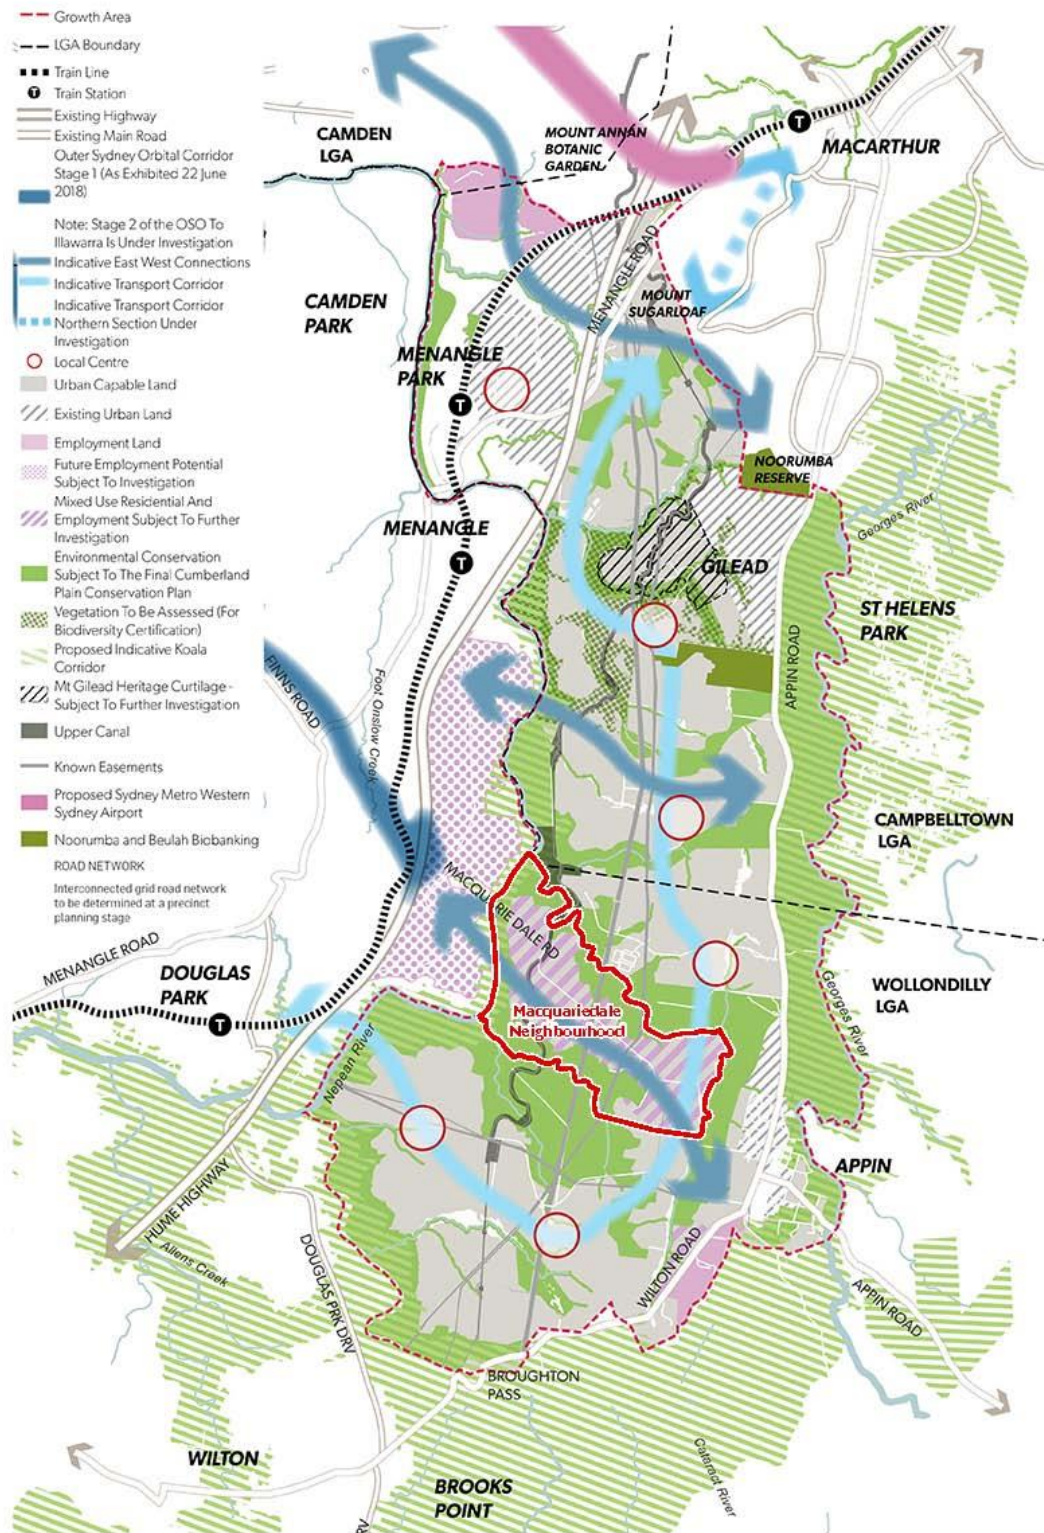 Growth Area
LGA Boundary
Train Line
T
Train Station
Existing Highway
Existing Main Road
Outer Sydney Orbital Corridor
Stage 1 (As Exhibited 22 June
2018)
Note: Stage 2 of the OSO To
Illawarra Is Under Investigation
Indicative East West Connections
Indicative Transport Corridor
Indicative Transport Corridor
Northern Section Under
Investigation
Local Centre
Urban Capable Land
Existing Urban Land
Employment Land
Future Employment Potential
Subject To Investigation
Mixed Use Residential And
Employment Subject To Further
Investigation
Environmental Conservation
Subject To The Final Cumberland
Plain Conservation Plan
Vegetation To Be Assessed (For
Biodiversity Certification)
Proposed Indicative Koala
Corridor
Mt Gilead Heritage Curtilage -
Subject To Further Investigation
Upper Canal
Known Easements
Proposed Sydney Metro Western
Sydney Airport
Noorumba and Beulah Biobanking
ROAD NETWORK
Interconnected grid road network
to be determined at a precinct
planning stage
CAMDEN
LGA
MOUNT ANNAN
BOTANIC
GARDEN
T
MACARTHUR
MENANGLE ROAD
CAMDEN
PARK
MOUNT
SUGARLOAF
MENANGLE
PARK
T
NOORUMBA
RESERVE
Georges River
MENANGLE
T
GILEAD
ST HELENS
PARK
APPIN ROAD
FINNS ROAD
Foot Onslow Creek
CAMPBELLTOWN
LGA
MACQUARIE DALE RD
MENANGLE ROAD
DOUGLAS
PARK
T
WOLLONDILLY
LGA
Georges River
Macquariedale
Neighbourhood
Nepean River
APPIN
HUME HIGHWAY
Allens Creek
DOUGLAS PRK DRV
WILTON ROAD
APPIN ROAD
BROUGHTON
PASS
WILTON
BROOKS
POINT
Cataract River
RV